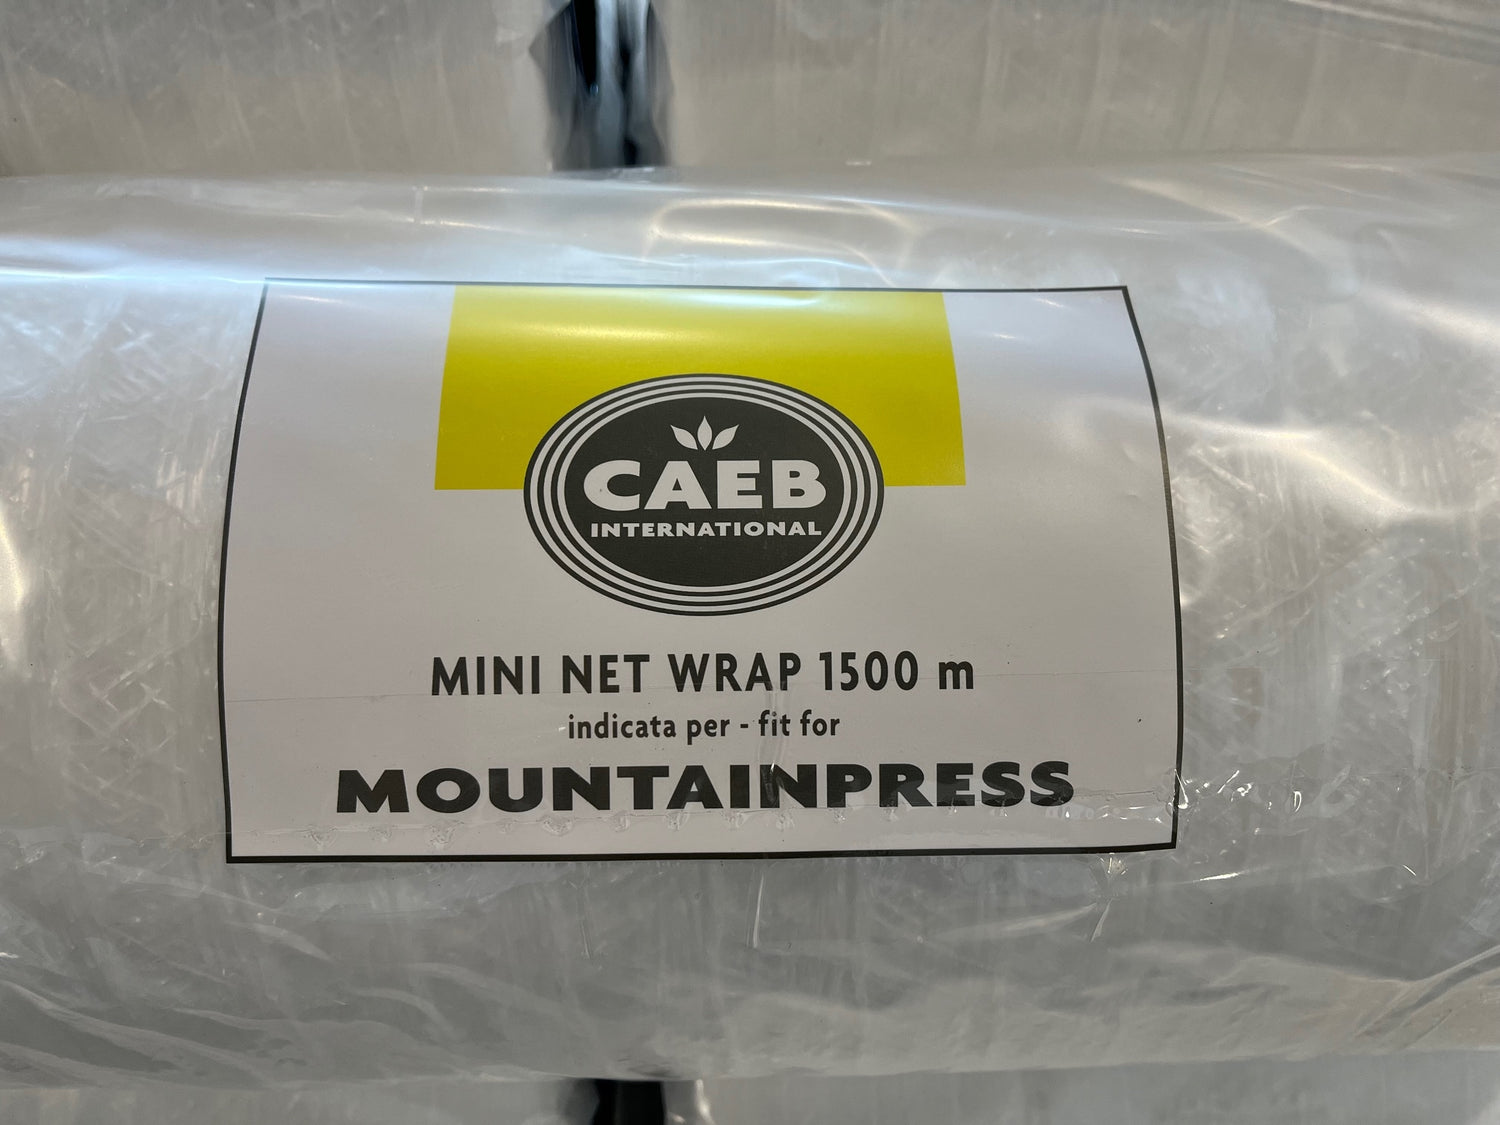 CAEB
INTERNATIONAL
MINI NET WRAP 1500 m
indicata per - fit for
MOUNTAINPRESS